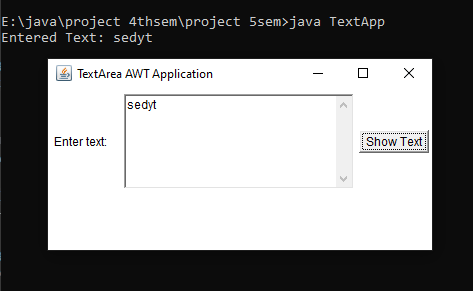 E:\java\project 4thsem\project 5sem>java TextApp
Entered Text: sedyt
TextArea AWT Application
sedyt
Enter text:
Show Text